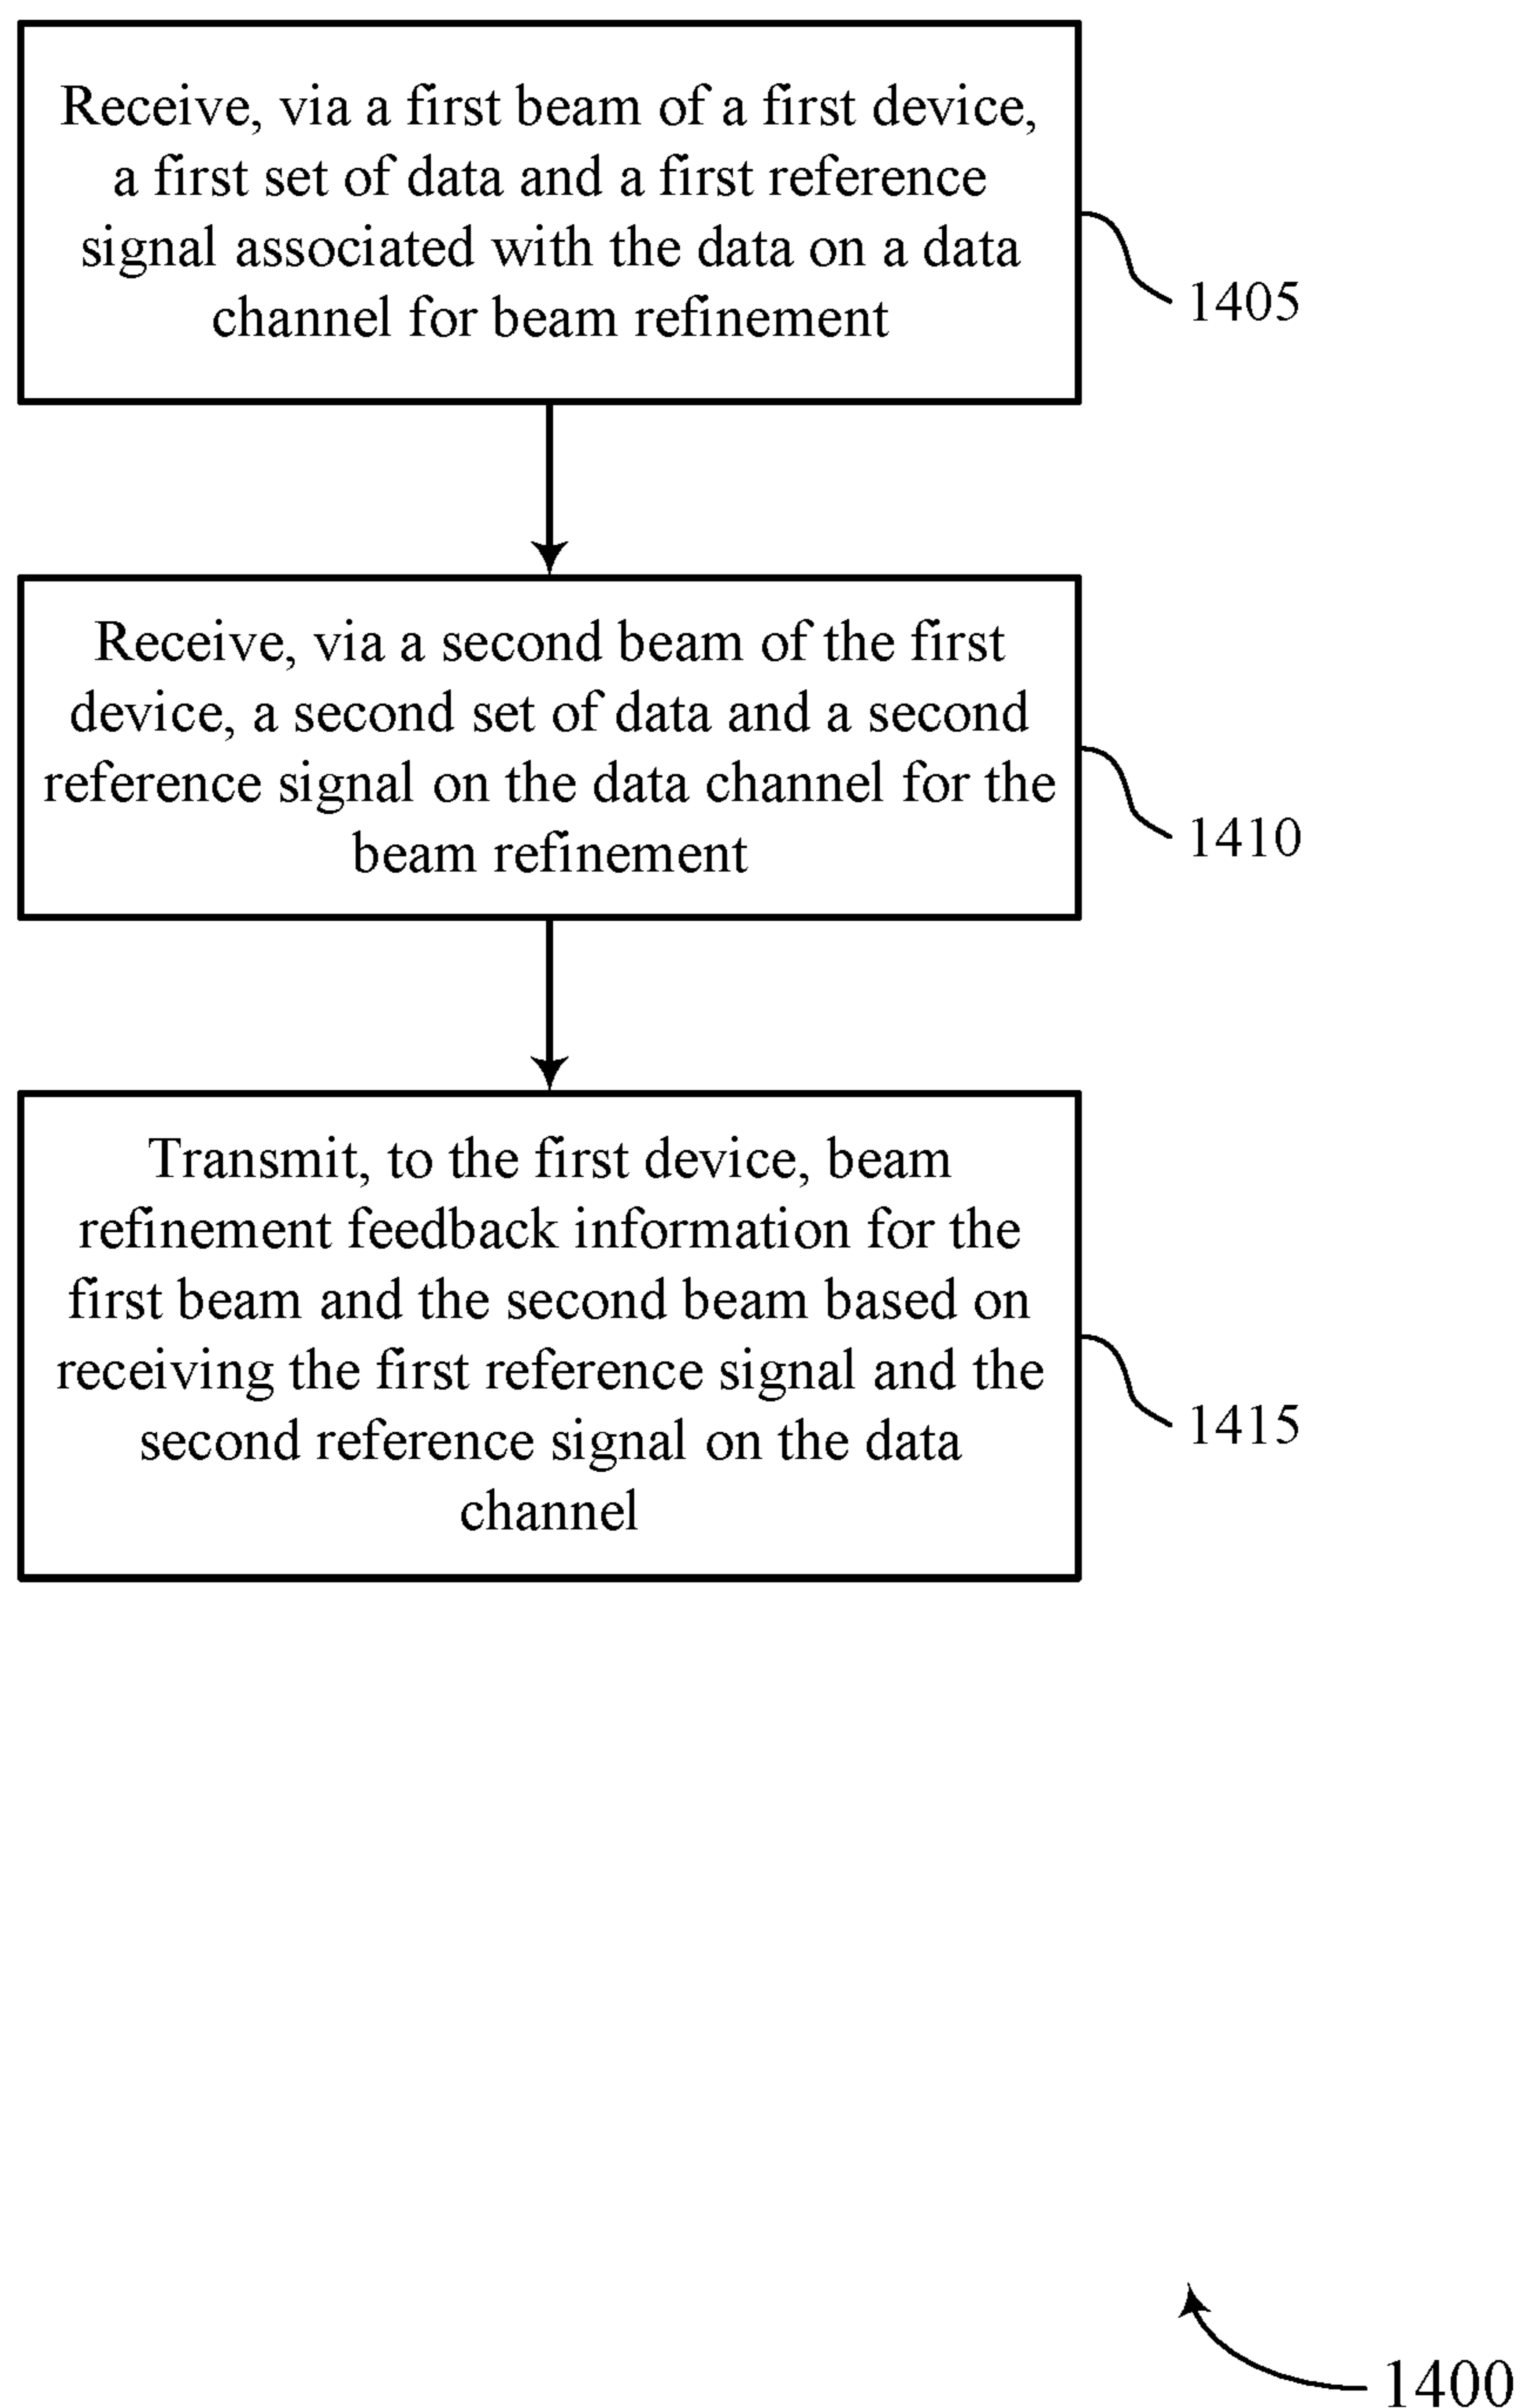 Receive, via a first beam of a first device,
a first set of data and a first reference
signal associated with the data on a data
channel for beam refinement
1405
Receive, via a second beam of the first
device, a second set of data and a second
reference signal on the data channel for the
beam refinement
1410
Transmit, to the first device, beam
refinement feedback information for the
first beam and the second beam based on
receiving the first reference signal and the
second reference signal on the data
channel
1415
1400